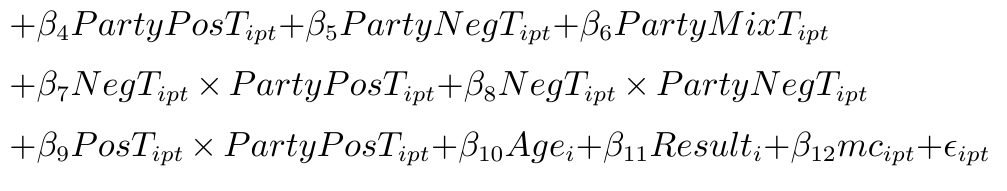 +β₄PartyPosTᵢₚₜ+β₅PartyNegTᵢₚₜ+β₆PartyMixTᵢₚₜ
+β₇NegTᵢₚₜ × PartyPosTᵢₚₜ+β₈NegTᵢₚₜ × PartyNegTᵢₚₜ
+β₉PosTᵢₚₜ × PartyPosTᵢₚₜ+β₁₀Ageᵢ+β₁₁Resultᵢ+β₁₂mcᵢₚₜ+ϵᵢₚₜ